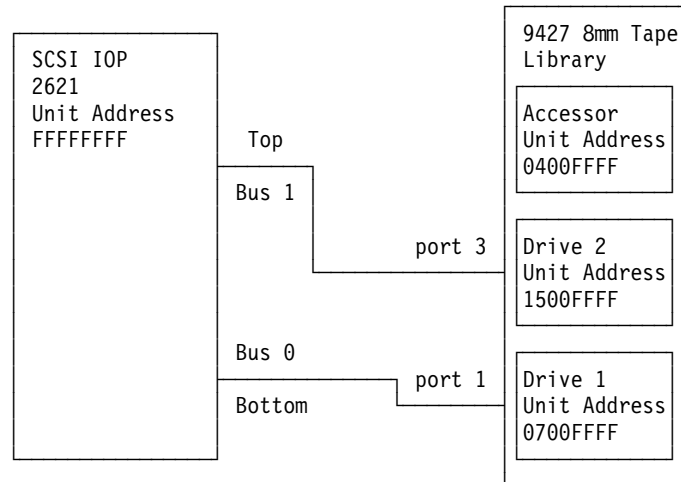 SCSI IOP
2621
Unit Address
FFFFFFFF
Top
Bus 1
port 3
Bus 0
port 1
Bottom
9427 8mm Tape
Library
Accessor
Unit Address
0400FFFF
Drive 2
Unit Address
1500FFFF
Drive 1
Unit Address
0700FFFF